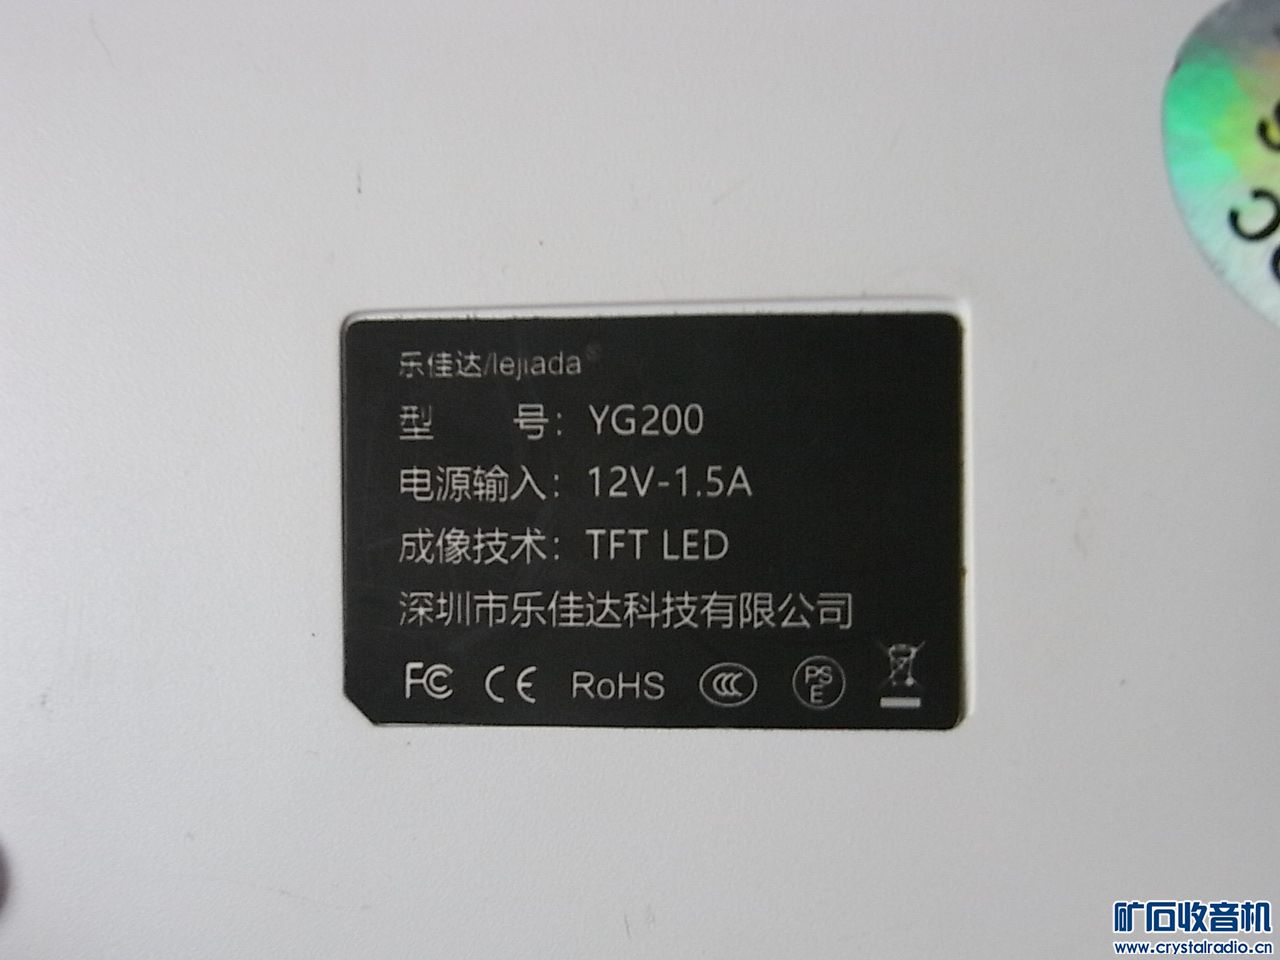 乐佳达/lejiada®
型 号： YG200
电源输入： 12V-1.5A
成像技术： TFT LED
深圳市乐佳达科技有限公司
FC CE RoHS CCC PSE
矿石收音机
www.crystalradio.cn